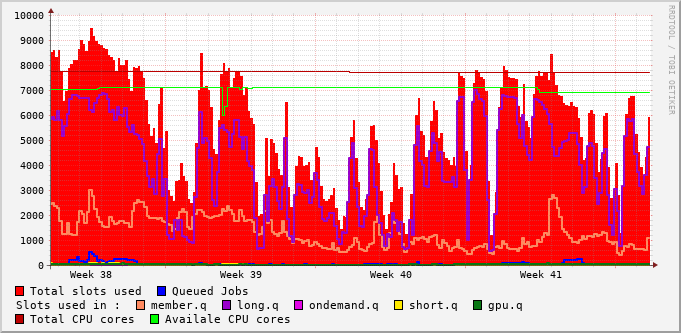 10000
9000
8000
7000
6000
5000
4000
3000
2000
1000
0
Week 38 Week 39 Week 40 Week 41
RRDTOOL / TOBI OETIKER
Total slots used Queued Jobs
Slots used in : member.q long.q ondemand.q short.q gpu.q
Total CPU cores Availale CPU cores